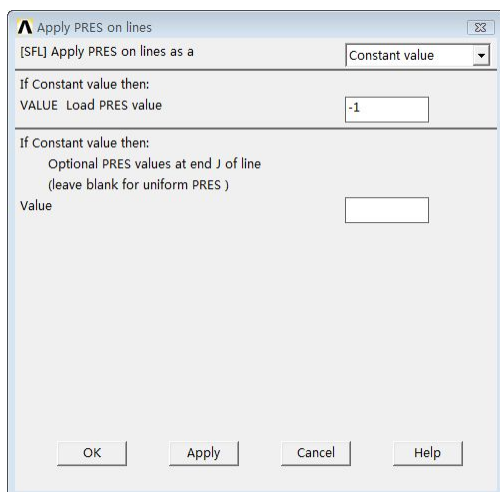 Apply PRES on lines
[SFL] Apply PRES on lines as a Constant value
If Constant value then:
VALUE Load PRES value -1
If Constant value then:
Optional PRES values at end J of line
(leave blank for uniform PRES )
Value
OK Apply Cancel Help